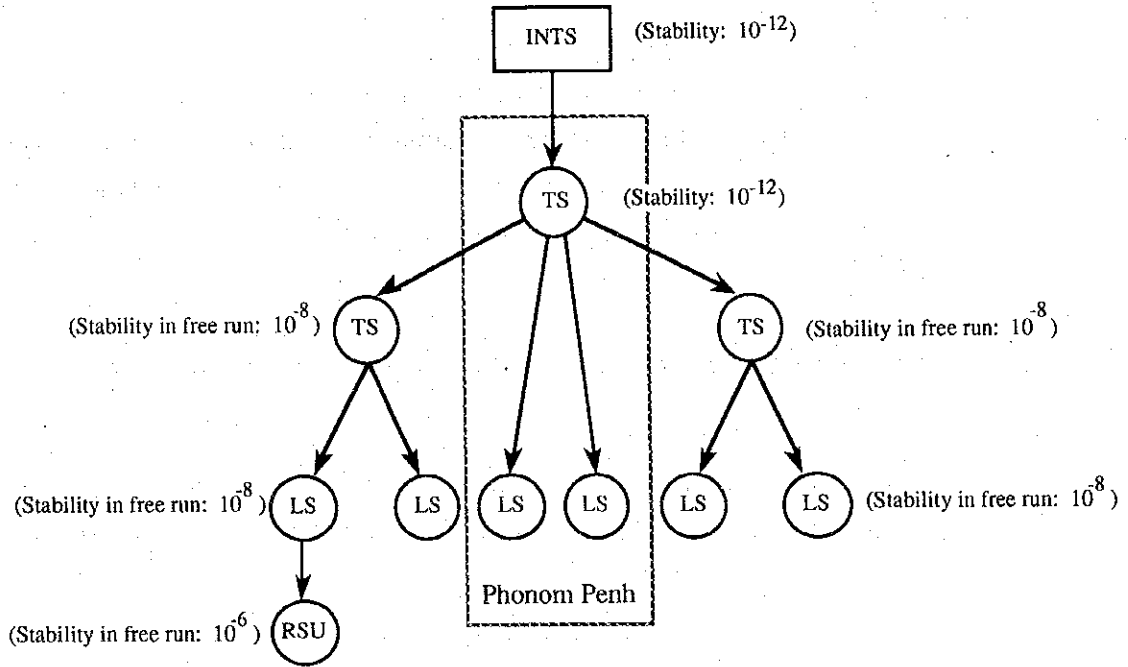 INTS (Stability: 10⁻¹²)
TS (Stability: 10⁻¹²)
(Stability in free run: 10⁻⁸) TS TS (Stability in free run: 10⁻⁸)
(Stability in free run: 10⁻⁸) LS LS LS LS LS LS (Stability in free run: 10⁻⁸)
Phonom Penh
(Stability in free run: 10⁻⁶) RSU